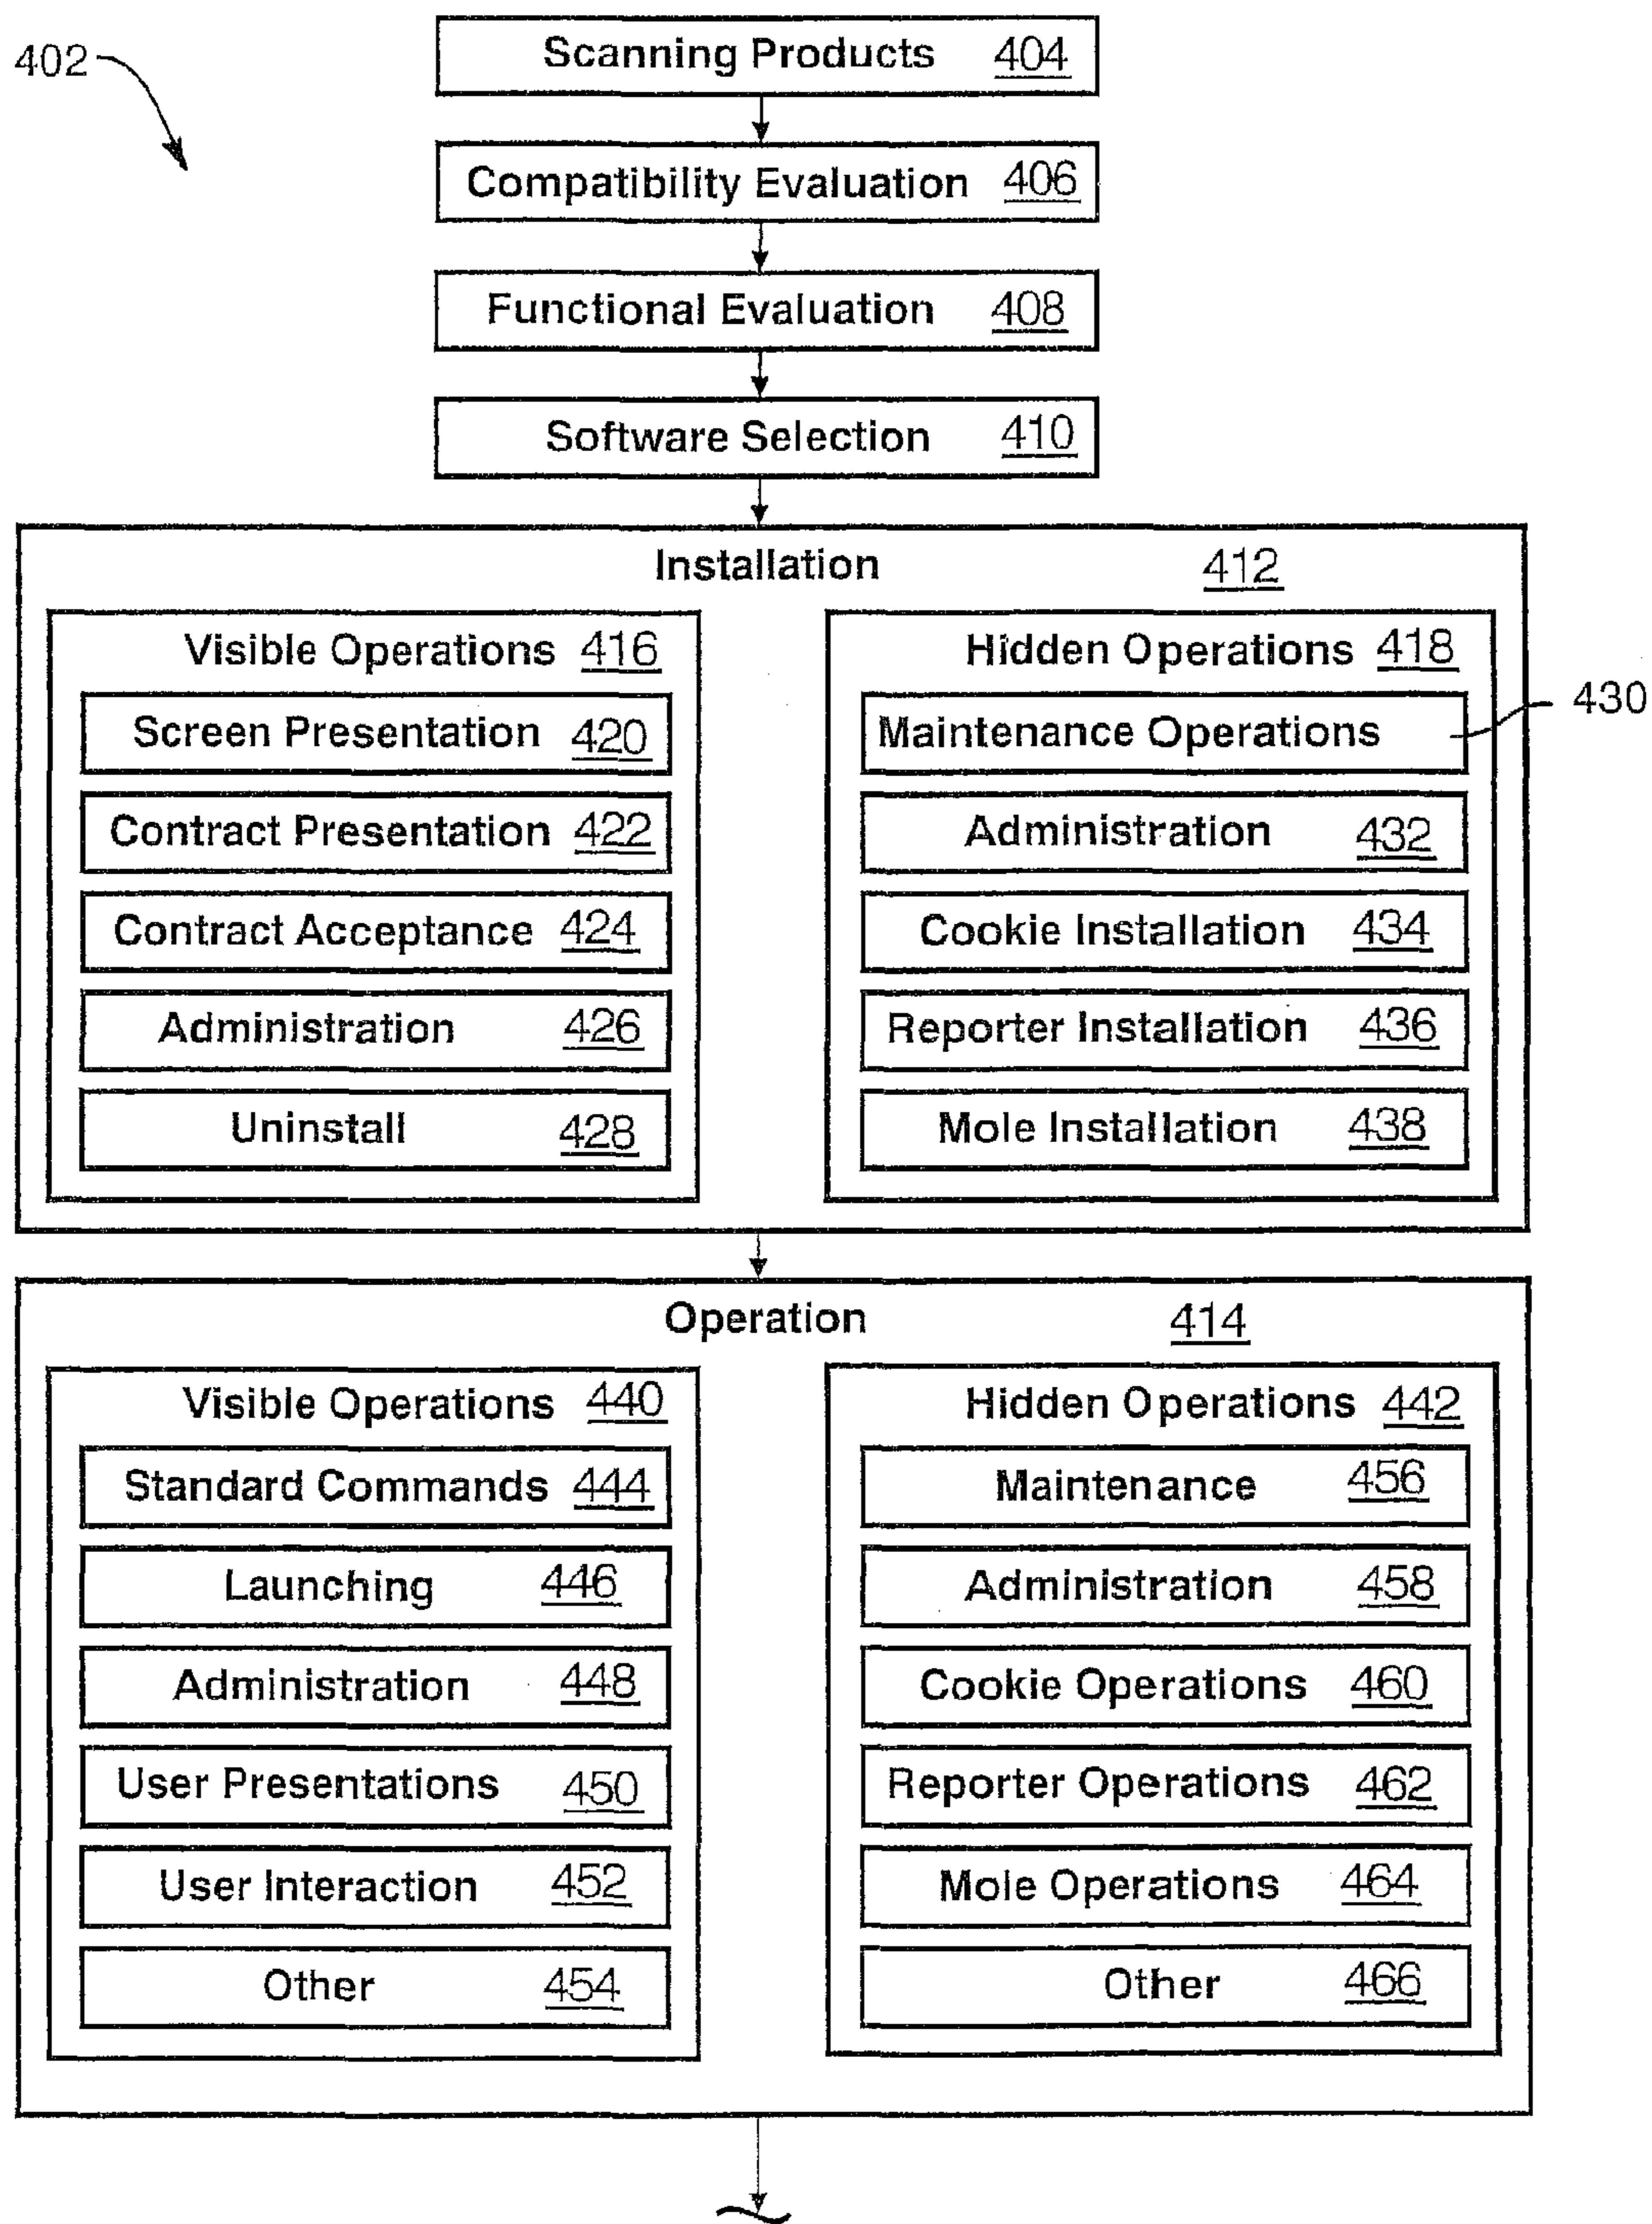 402
Scanning Products 404
Compatibility Evaluation 406
Functional Evaluation 408
Software Selection 410
Installation 412
Visible Operations 416
Screen Presentation 420
Contract Presentation 422
Contract Acceptance 424
Administration 426
Uninstall 428
Hidden Operations 418
Maintenance Operations
430
Administration 432
Cookie Installation 434
Reporter Installation 436
Mole Installation 438
Operation 414
Visible Operations 440
Standard Commands 444
Launching 446
Administration 448
User Presentations 450
User Interaction 452
Other 454
Hidden Operations 442
Maintenance 456
Administration 458
Cookie Operations 460
Reporter Operations 462
Mole Operations 464
Other 466